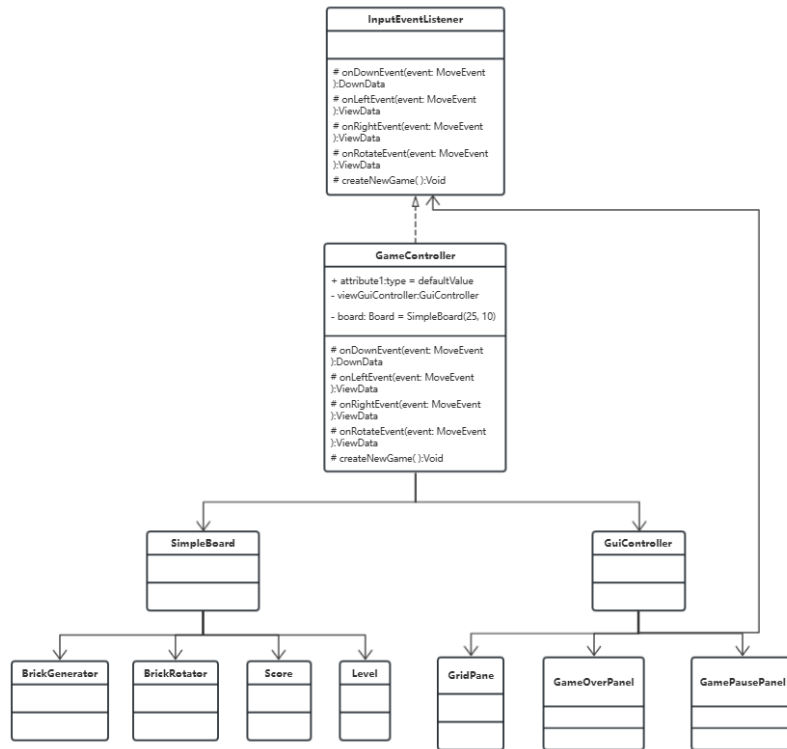 InputEventListener
# onDownEvent(event: MoveEvent
):DownData
# onLeftEvent(event: MoveEvent
):ViewData
# onRightEvent(event: MoveEvent
):ViewData
# onRotateEvent(event: MoveEvent
):ViewData
# createNewGame( ):Void
GameController
+ attribute1:type = defaultValue
- viewGuiController:GuiController
- board: Board = SimpleBoard(25, 10)
# onDownEvent(event: MoveEvent
):DownData
# onLeftEvent(event: MoveEvent
):ViewData
# onRightEvent(event: MoveEvent
):ViewData
# onRotateEvent(event: MoveEvent
):ViewData
# createNewGame( ):Void
SimpleBoard
GuiController
BrickGenerator
BrickRotator
Score
Level
GridPane
GameOverPanel
GamePausePanel